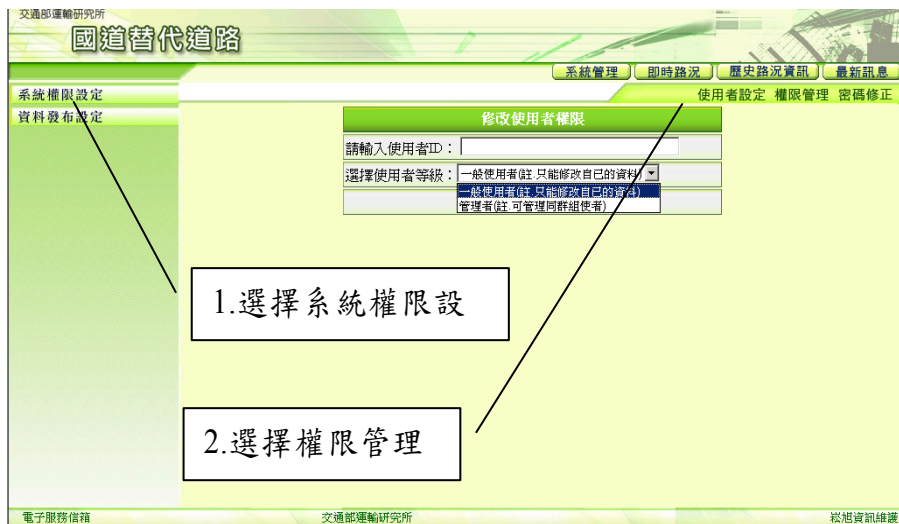 交通部運輸研究所
國道替代道路
系統管理 即時路況 歷史路況資訊 最新訊息
系統權限設定
使用者設定 權限管理 密碼修正
資料發布設定
修改使用者權限
請輸入使用者ID：
選擇使用者等級： 一般使用者(註.只能修改自已的資料)
一般使用者(註.只能修改自已的資料)
管理者(註.可管理同群組使者)
1.選擇系統權限設
2.選擇權限管理
電子服務信箱 交通部運輸研究所 崧旭資訊維護